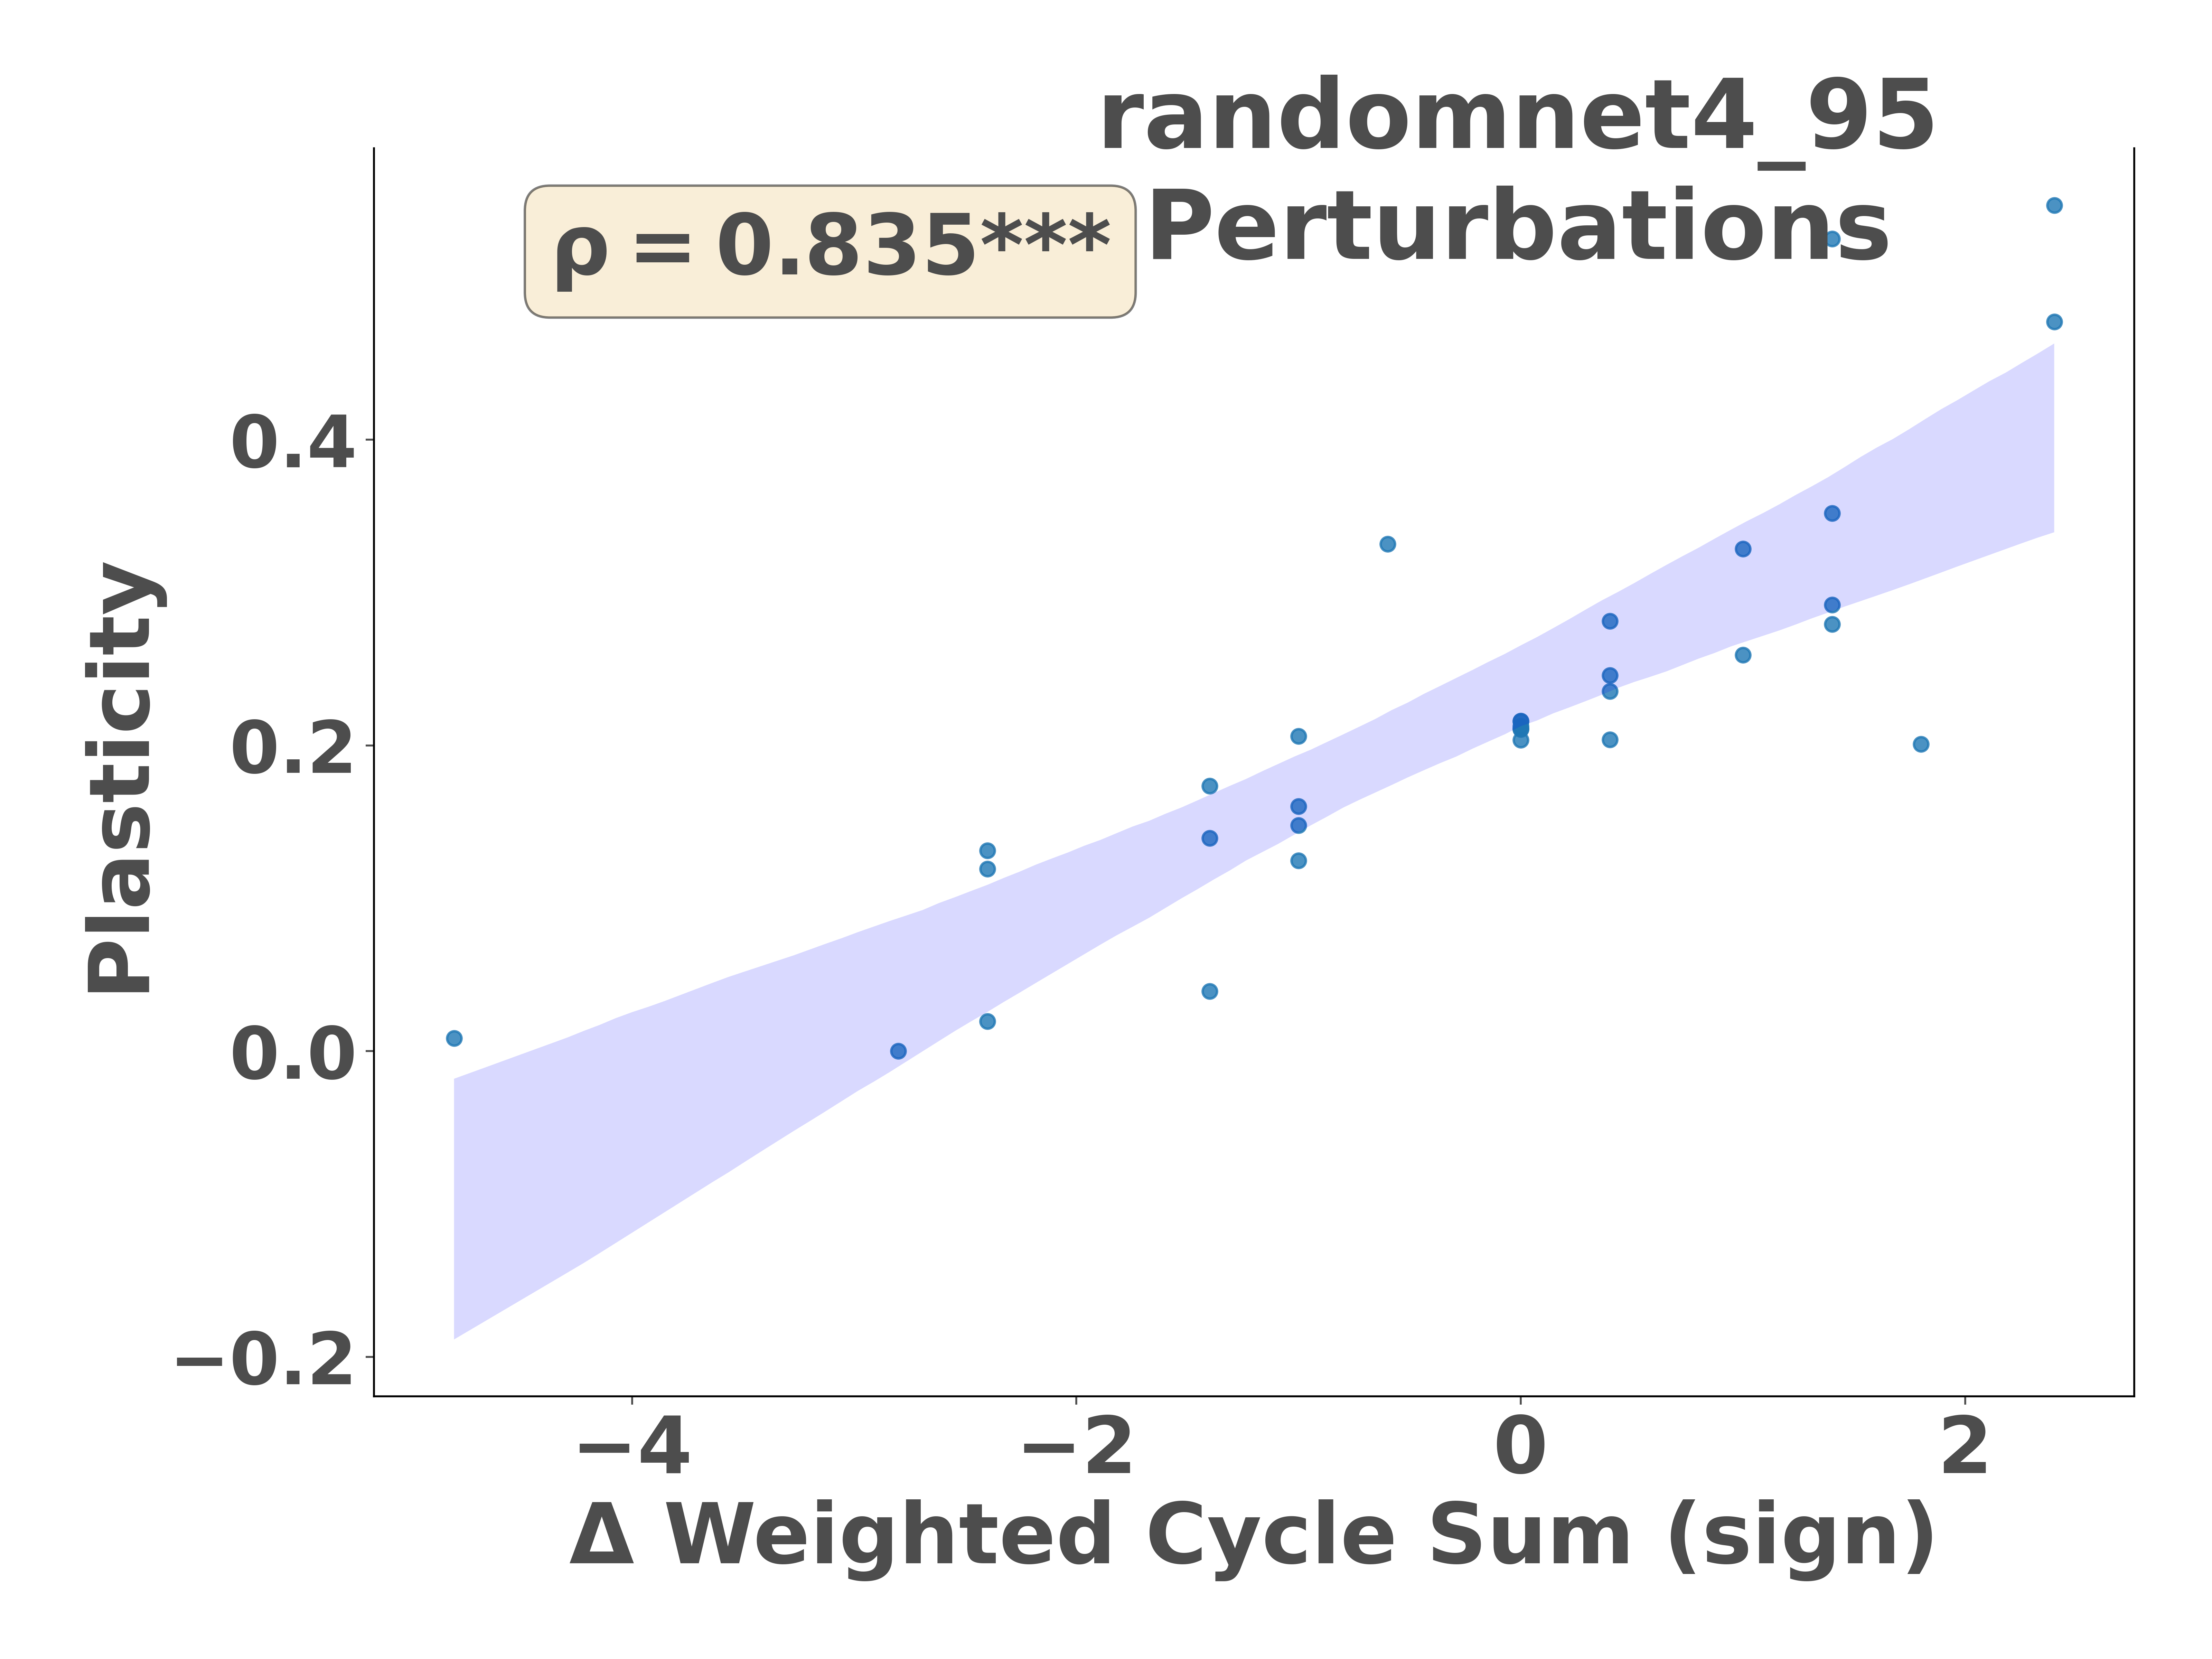 randomnet4_95
Perturbations
ρ = 0.835***
Plasticity
0.4
0.2
0.0
−0.2
−4
−2
0
2
Δ Weighted Cycle Sum (sign)